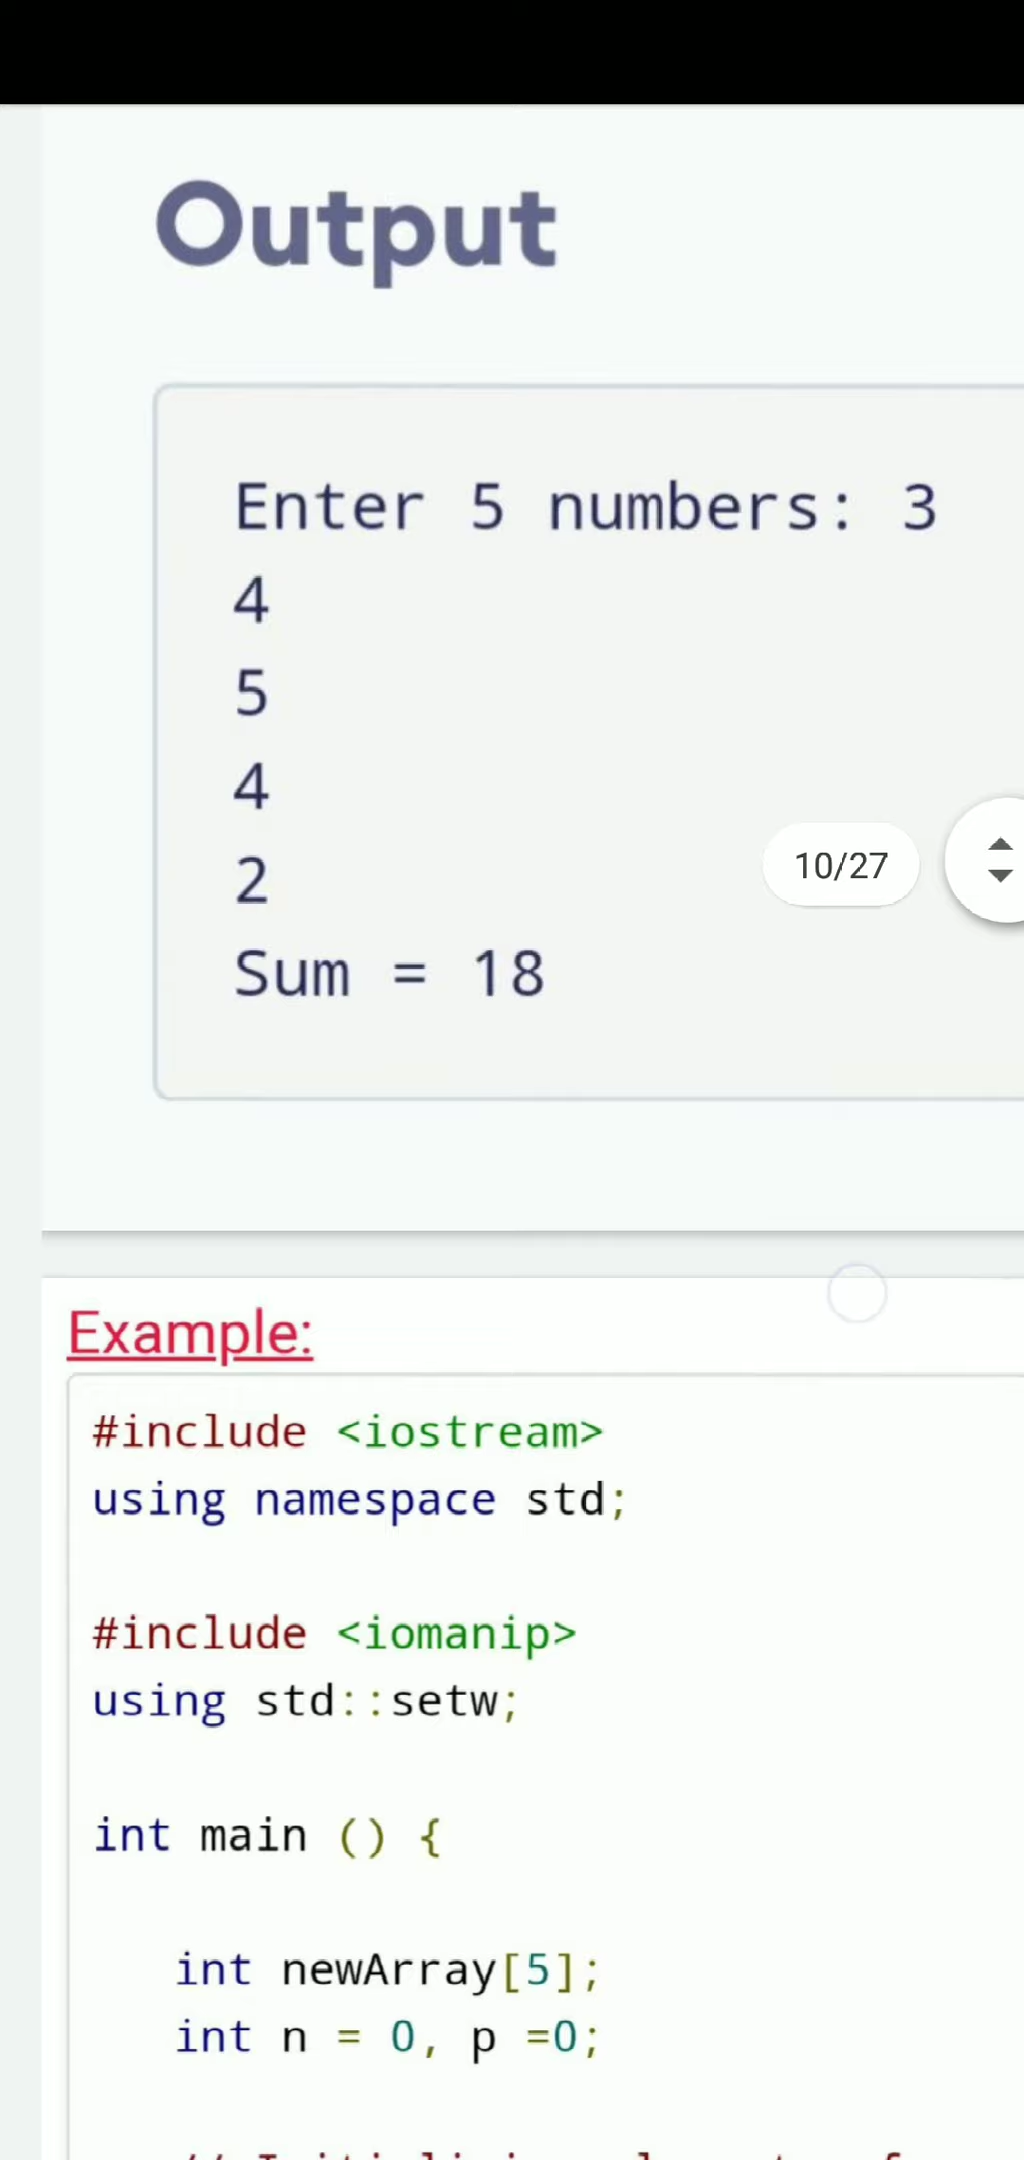 Output
Enter 5 numbers: 3
4
5
4
2
10/27
Sum = 18
Example:
#include <iostream>
using namespace std;
#include <iomanip>
using std::setw;
int main () {
int newArray[5];
int n = 0, p =0;